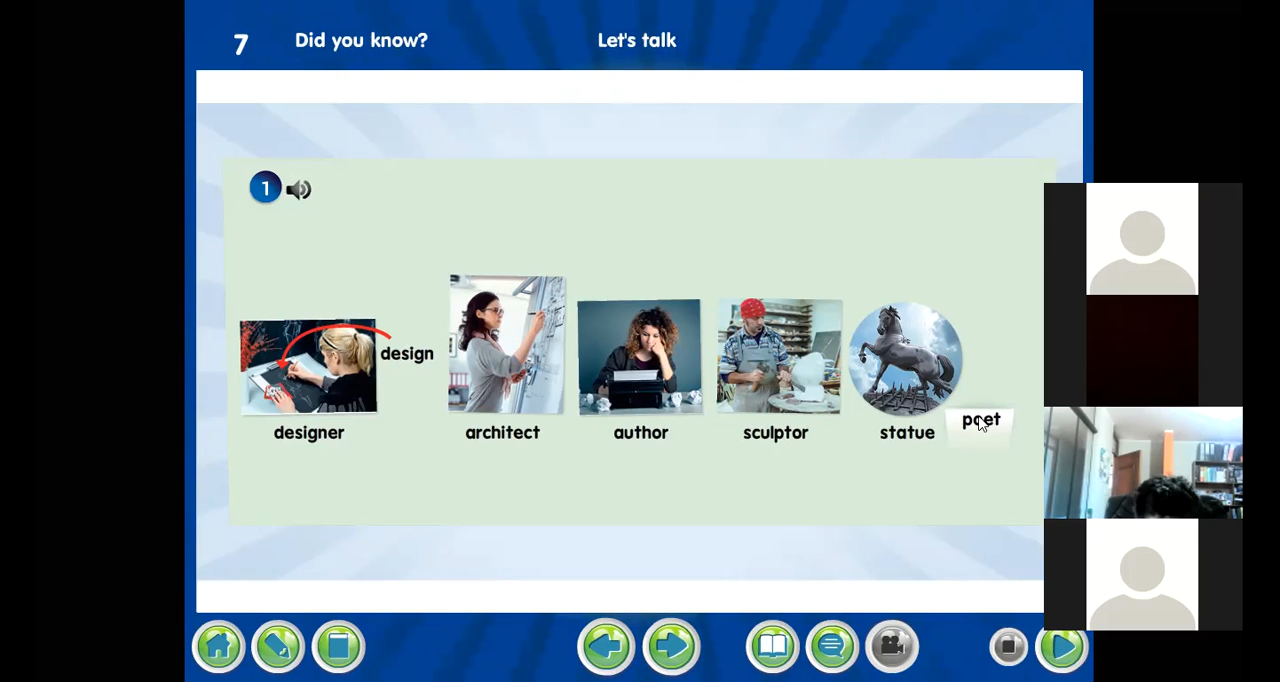 7 Did you know? Let's talk
1
design
poet
designer architect author sculptor statue